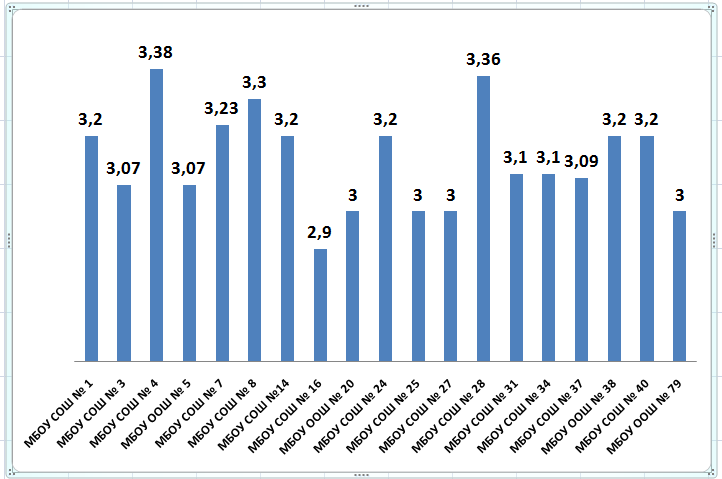 3,2
3,07
3,38
3,07
3,23
3,3
3,2
2,9
3
3,2
3
3
3,36
3,1
3,1
3,09
3,2
3,2
3
МБОУ СОШ № 1
МБОУ СОШ № 3
МБОУ СОШ № 4
МБОУ ООШ № 5
МБОУ СОШ № 7
МБОУ СОШ № 8
МБОУ СОШ №14
МБОУ СОШ № 16
МБОУ ООШ № 20
МБОУ СОШ № 24
МБОУ СОШ № 25
МБОУ СОШ № 27
МБОУ СОШ № 28
МБОУ СОШ № 31
МБОУ СОШ № 34
МБОУ СОШ № 37
МБОУ ООШ № 38
МБОУ СОШ № 40
МБОУ ООШ № 79